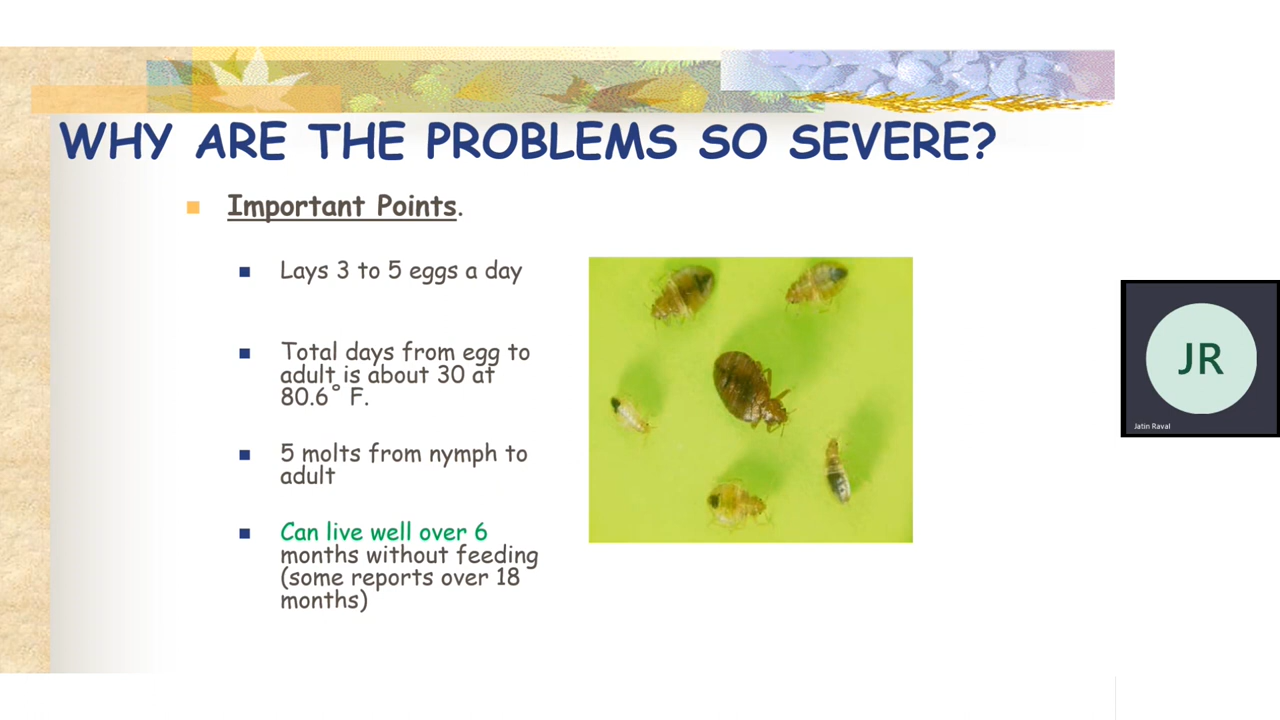 WHY ARE THE PROBLEMS SO SEVERE?
Important Points.
Lays 3 to 5 eggs a day
Total days from egg to
adult is about 30 at
80.6° F.
5 molts from nymph to
adult
Can live well over 6
months without feeding
(some reports over 18
months)
JR
Jatin Raval